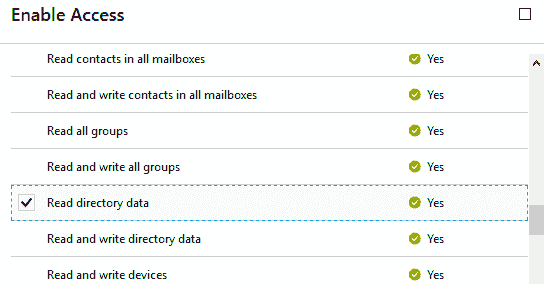 Enable Access
Read contacts in all mailboxes Yes
Read and write contacts in all mailboxes Yes
Read all groups Yes
Read and write all groups Yes
Read directory data Yes
Read and write directory data Yes
Read and write devices Yes